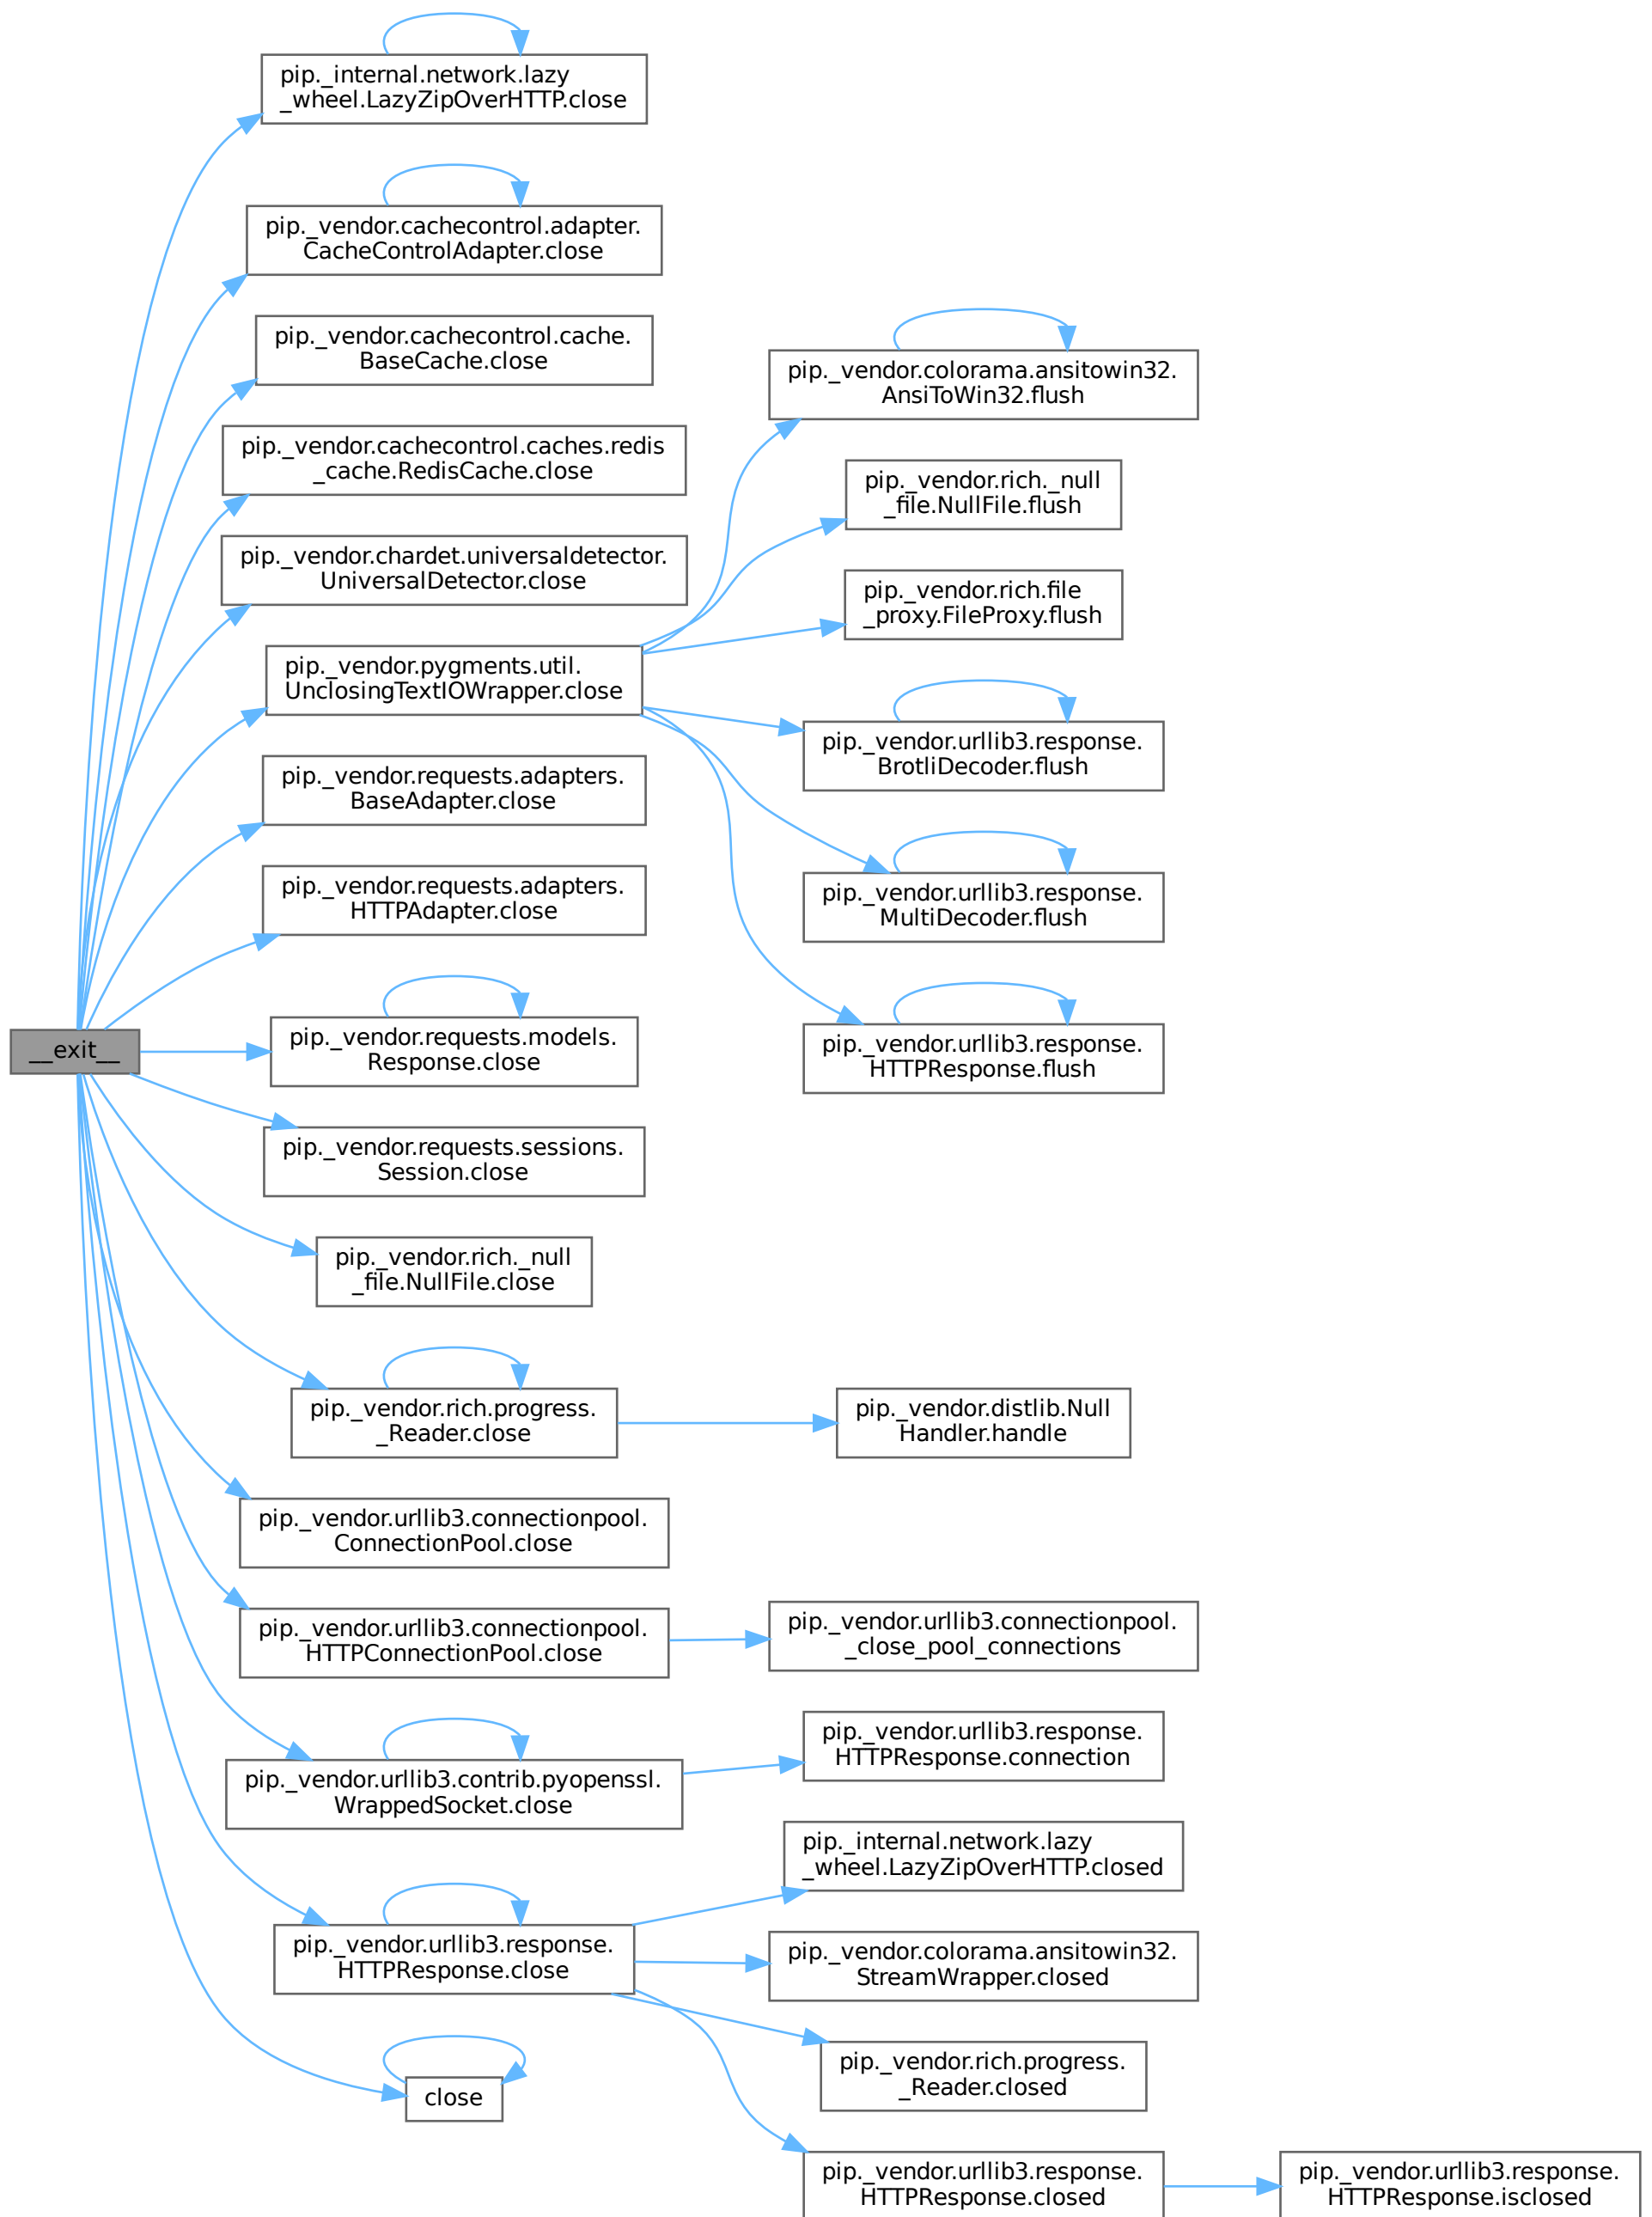 __exit__
pip._internal.network.lazy
_wheel.LazyZipOverHTTP.close
pip._vendor.cachecontrol.adapter.
CacheControlAdapter.close
pip._vendor.cachecontrol.cache.
BaseCache.close
pip._vendor.cachecontrol.caches.redis
_cache.RedisCache.close
pip._vendor.chardet.universaldetector.
UniversalDetector.close
pip._vendor.pygments.util.
UnclosingTextIOWrapper.close
pip._vendor.colorama.ansitowin32.
AnsiToWin32.flush
pip._vendor.rich._null
_file.NullFile.flush
pip._vendor.rich.file
_proxy.FileProxy.flush
pip._vendor.urllib3.response.
BrotliDecoder.flush
pip._vendor.urllib3.response.
MultiDecoder.flush
pip._vendor.urllib3.response.
HTTPResponse.flush
pip._vendor.requests.adapters.
BaseAdapter.close
pip._vendor.requests.adapters.
HTTPAdapter.close
pip._vendor.requests.models.
Response.close
pip._vendor.requests.sessions.
Session.close
pip._vendor.rich._null
_file.NullFile.close
pip._vendor.rich.progress.
_Reader.close
pip._vendor.distlib.Null
Handler.handle
pip._vendor.urllib3.connectionpool.
ConnectionPool.close
pip._vendor.urllib3.connectionpool.
HTTPConnectionPool.close
pip._vendor.urllib3.connectionpool.
_close_pool_connections
pip._vendor.urllib3.contrib.pyopenssl.
WrappedSocket.close
pip._vendor.urllib3.response.
HTTPResponse.connection
pip._vendor.urllib3.response.
HTTPResponse.close
pip._internal.network.lazy
_wheel.LazyZipOverHTTP.closed
pip._vendor.colorama.ansitowin32.
StreamWrapper.closed
pip._vendor.rich.progress.
_Reader.closed
pip._vendor.urllib3.response.
HTTPResponse.closed
pip._vendor.urllib3.response.
HTTPResponse.isclosed
close